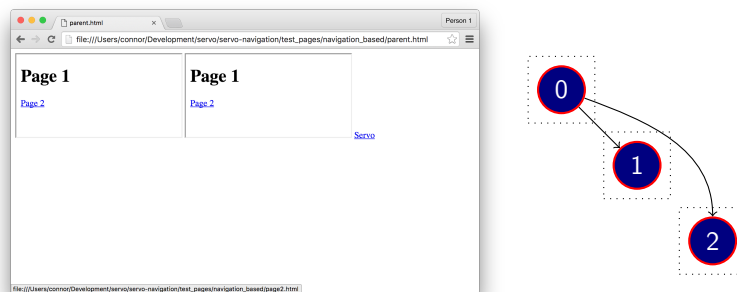 parent.html
Person 1
file:///Users/connor/Development/servo/servo-navigation/test_pages/navigation_based/parent.html
Page 1
Page 2
Page 1
Page 2
Servo
file:///Users/connor/Development/servo/servo-navigation/test_pages/navigation_based/page2.html
0
1
2